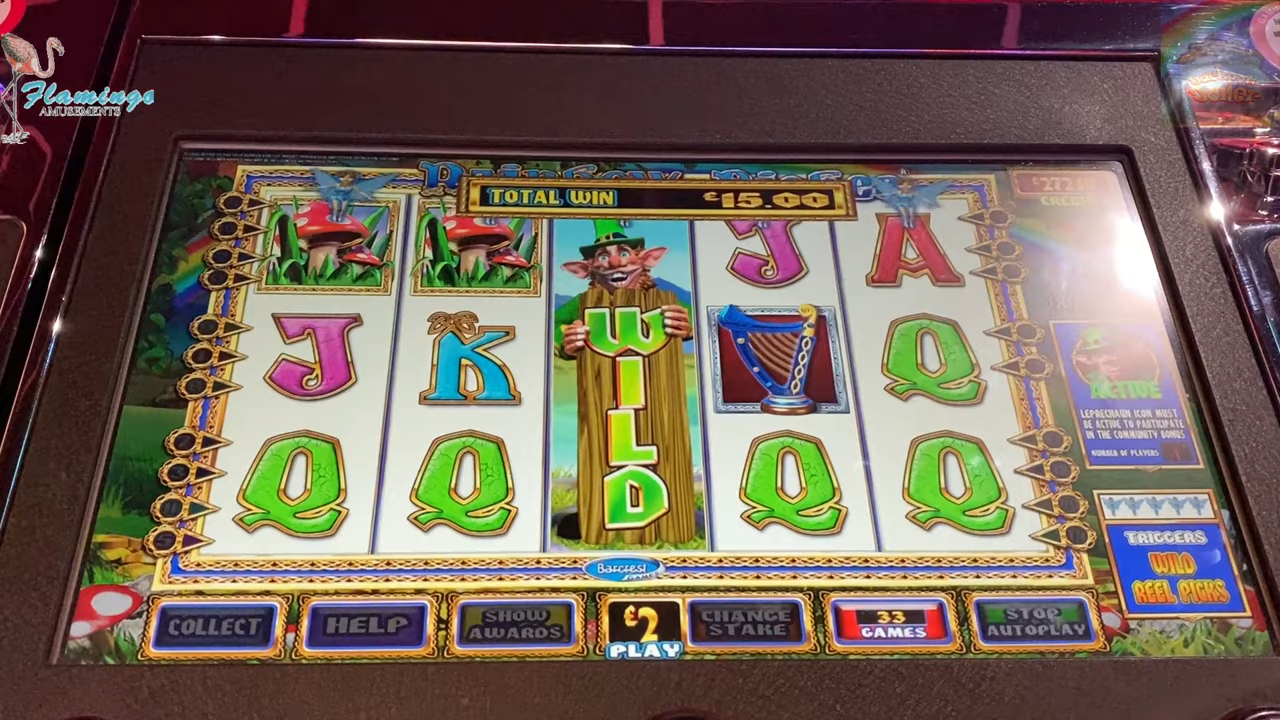 Flamingo
AMUSEMENTS
TOTAL WIN £15.00
J A
J K Q
WILD
Q Q Q Q
ACTIVE
LEPRECHAUN ICON MUST
BE ACTIVE TO PARTICIPATE
IN THE COMMUNITY BONUS
NUMBER OF PLAYERS
TRIGGERS
WILD
REEL PICKS
Barcrest
GAMES
COLLECT
HELP
SHOW
AWARDS
£2
PLAY
CHANGE
STAKE
33
GAMES
STOP
AUTOPLAY